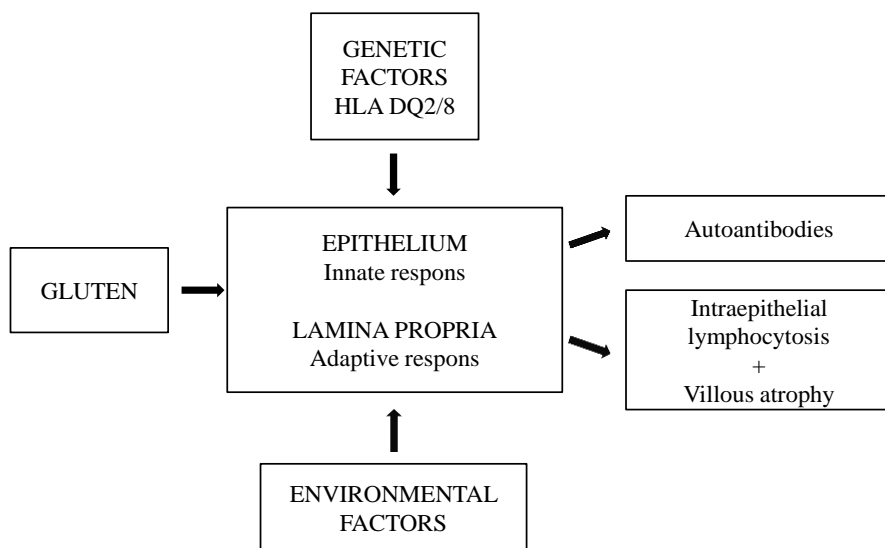 GENETIC
FACTORS
HLA DQ2/8
EPITHELIUM
Innate respons
LAMINA PROPRIA
Adaptive respons
GLUTEN
Autoantibodies
Intraepithelial
lymphocytosis
+
Villous atrophy
ENVIRONMENTAL
FACTORS